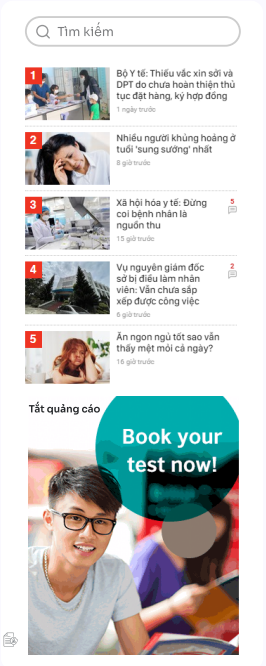 Tìm kiếm
1
Bộ Y tế: Thiếu vắc xin sởi và
DPT do chưa hoàn thiện thủ
tục đặt hàng, ký hợp đồng
1 ngày trước
2
Nhiều người khủng hoảng ở
tuổi 'sung sướng' nhất
8 giờ trước
3
Xã hội hóa y tế: Đừng
coi bệnh nhân là
nguồn thu
5
15 giờ trước
4
Vụ nguyên giám đốc
sở bị điều làm nhân
viên: Vẫn chưa sắp
xếp được công việc
2
6 giờ trước
5
Ăn ngon ngủ tốt sao vẫn
thấy mệt mỏi cả ngày?
16 giờ trước
Tắt quảng cáo
Book your
test now!